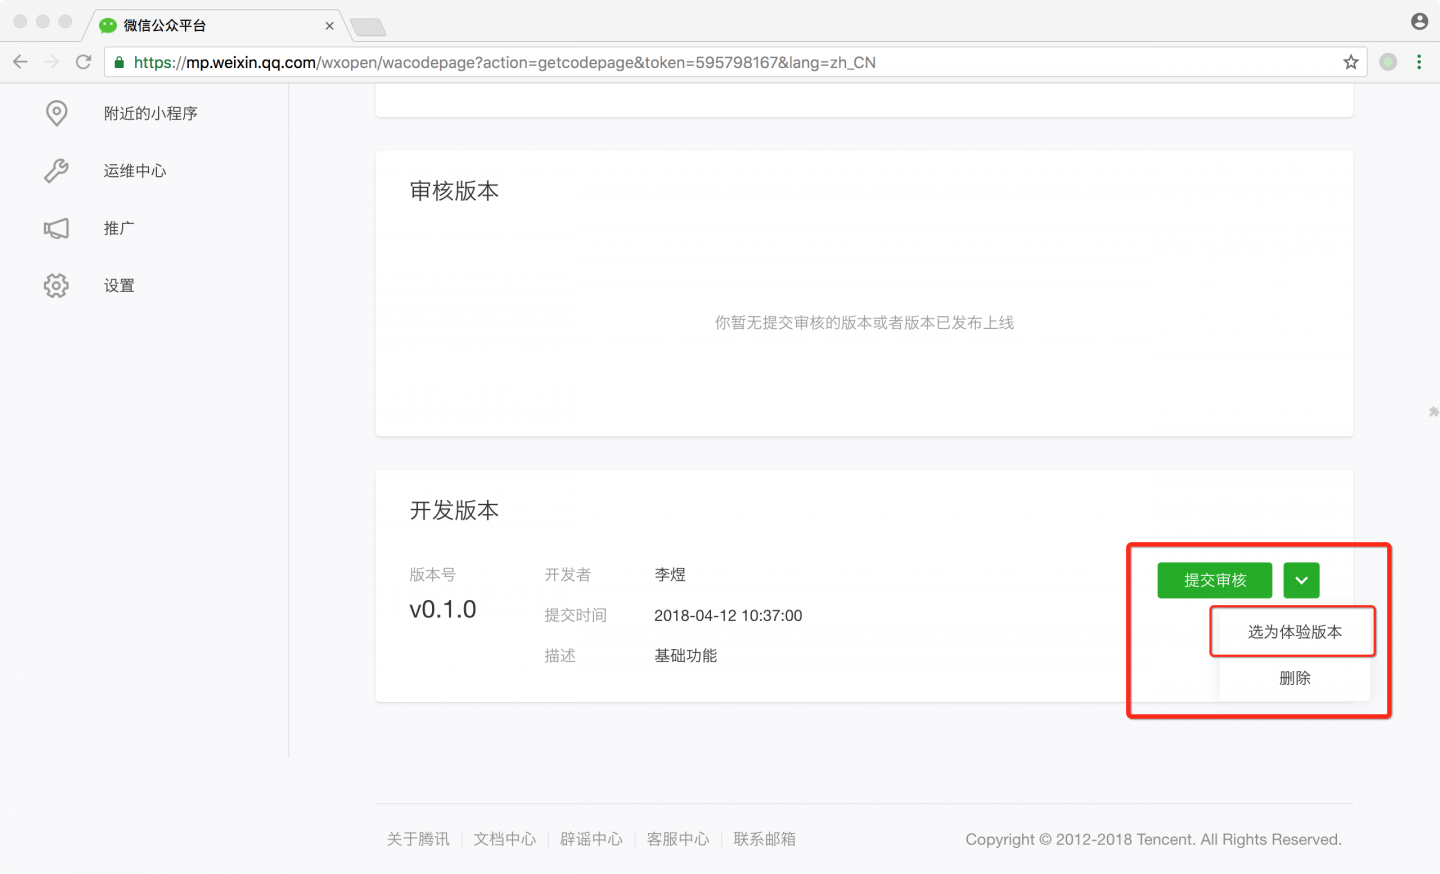 微信公众平台
https://mp.weixin.qq.com/wxopen/wacodepage?action=getcodepage&token=595798167&lang=zh_CN
附近的小程序
运维中心
推广
设置
审核版本
你暂无提交审核的版本或者版本已发布上线
开发版本
版本号
v0.1.0
开发者 李煜
提交时间 2018-04-12 10:37:00
描述 基础功能
提交审核
选为体验版本
删除
关于腾讯 文档中心 辟谣中心 客服中心 联系邮箱 Copyright © 2012-2018 Tencent. All Rights Reserved.